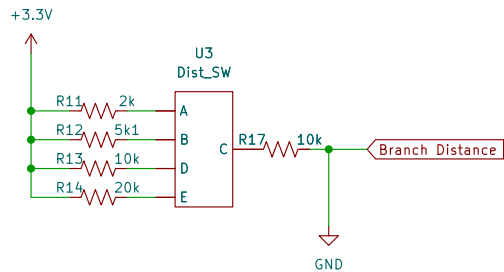 +3.3V
U3
Dist_SW
R11 2k A
R12 5k1 B
R13 10k D
R14 20k E
C R17 10k Branch Distance
GND